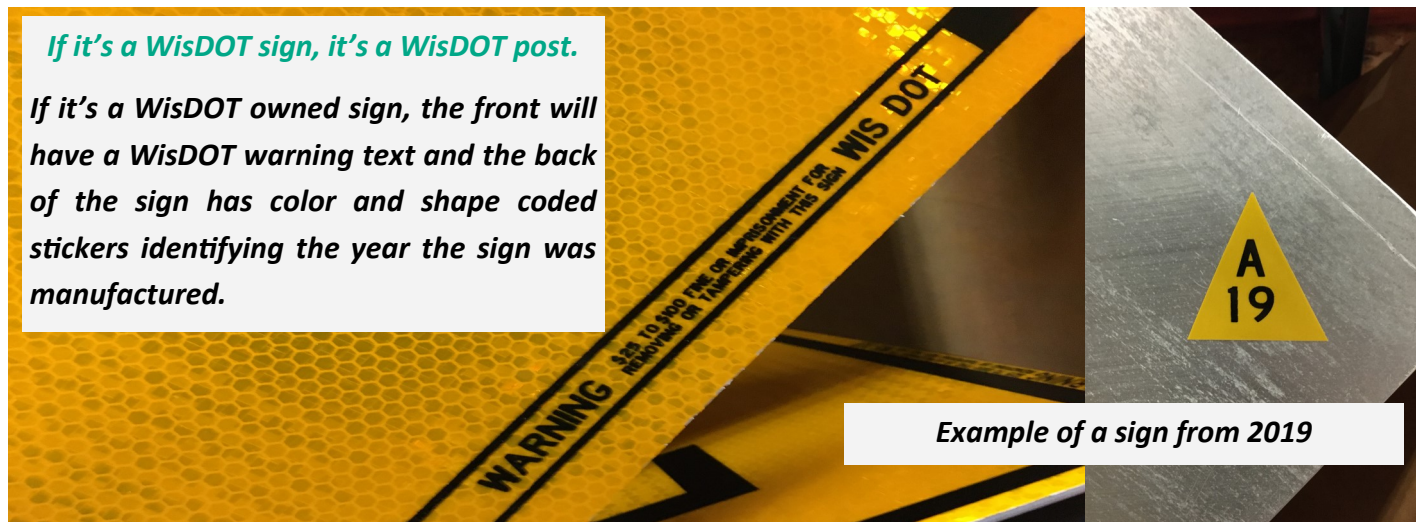 If it's a WisDOT sign, it's a WisDOT post.
If it's a WisDOT owned sign, the front will
have a WisDOT warning text and the back
of the sign has color and shape coded
stickers identifying the year the sign was
manufactured.
WARNING $25 TO $100 FINE OR IMPRISONMENT FOR
REMOVING OR TAMPERING WITH THIS SIGN WIS DOT
A
19
Example of a sign from 2019